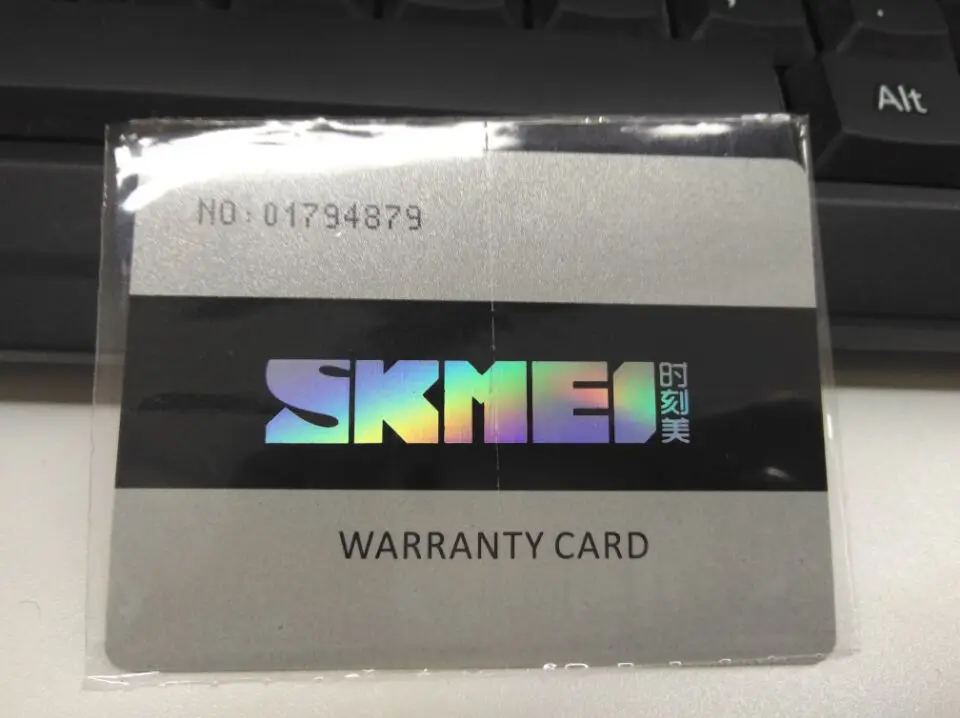 Alt
NO:01794879
SKMEI 时刻美
WARRANTY CARD